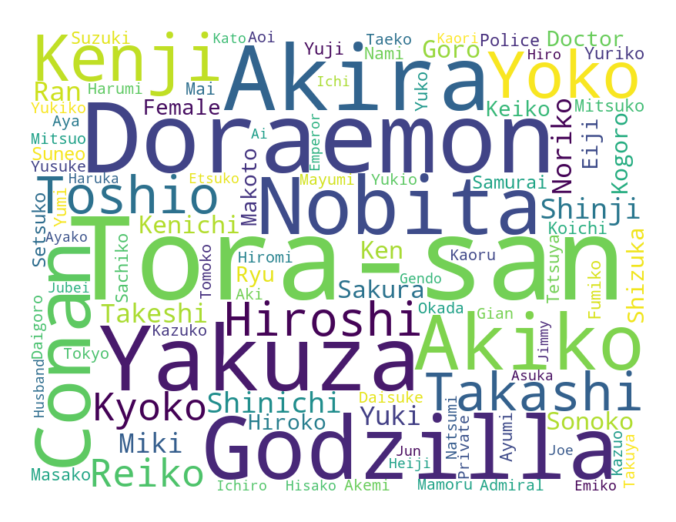 Suzuki
Kenji
Kato
Aoi
Akira
Yuji
Taeko
Nami
Kaori
Goro
Police
Hiro
Doctor
Yoko
Yuriko
Ran
Harumi
Mai
Ichi
Yuko
Keiko
Mitsuko
Yukiko
Female
Doraemon
Emperor
Noriko
Eiji
Kogoro
Aya
Mitsuo
Suneo
Yusuke
Haruka
Ai
Makoto
Etsuko
Mayumi
Yukio
Samurai
Toshio
Nobita
Shinji
Setsuko
Yumi
Ayako
Sachiko
Kenichi
Tora-san
Hiromi
Ken
Kaoru
Koichi
Tetsuya
Shizuka
Fumiko
Jubei
Conan
Tomoko
Ryu
Aki
Gendo
Sakura
Okada
Gian
Daigoro
Takeshi
Kazuko
Hiroshi
Akiko
Jimmy
Tokyo
Yakuza
Asuka
Husband
Kyoko
Shinichi
Daisuke
Takashi
Hiroko
Yuki
Sonoko
Miki
Natsumi
Private
Ayumi
Jun
Heiji
Joe
Kazuo
Takuya
Masako
Reiko
Godzilla
Ichiro
Hisako
Akemi
Mamoru
Admiral
Emiko